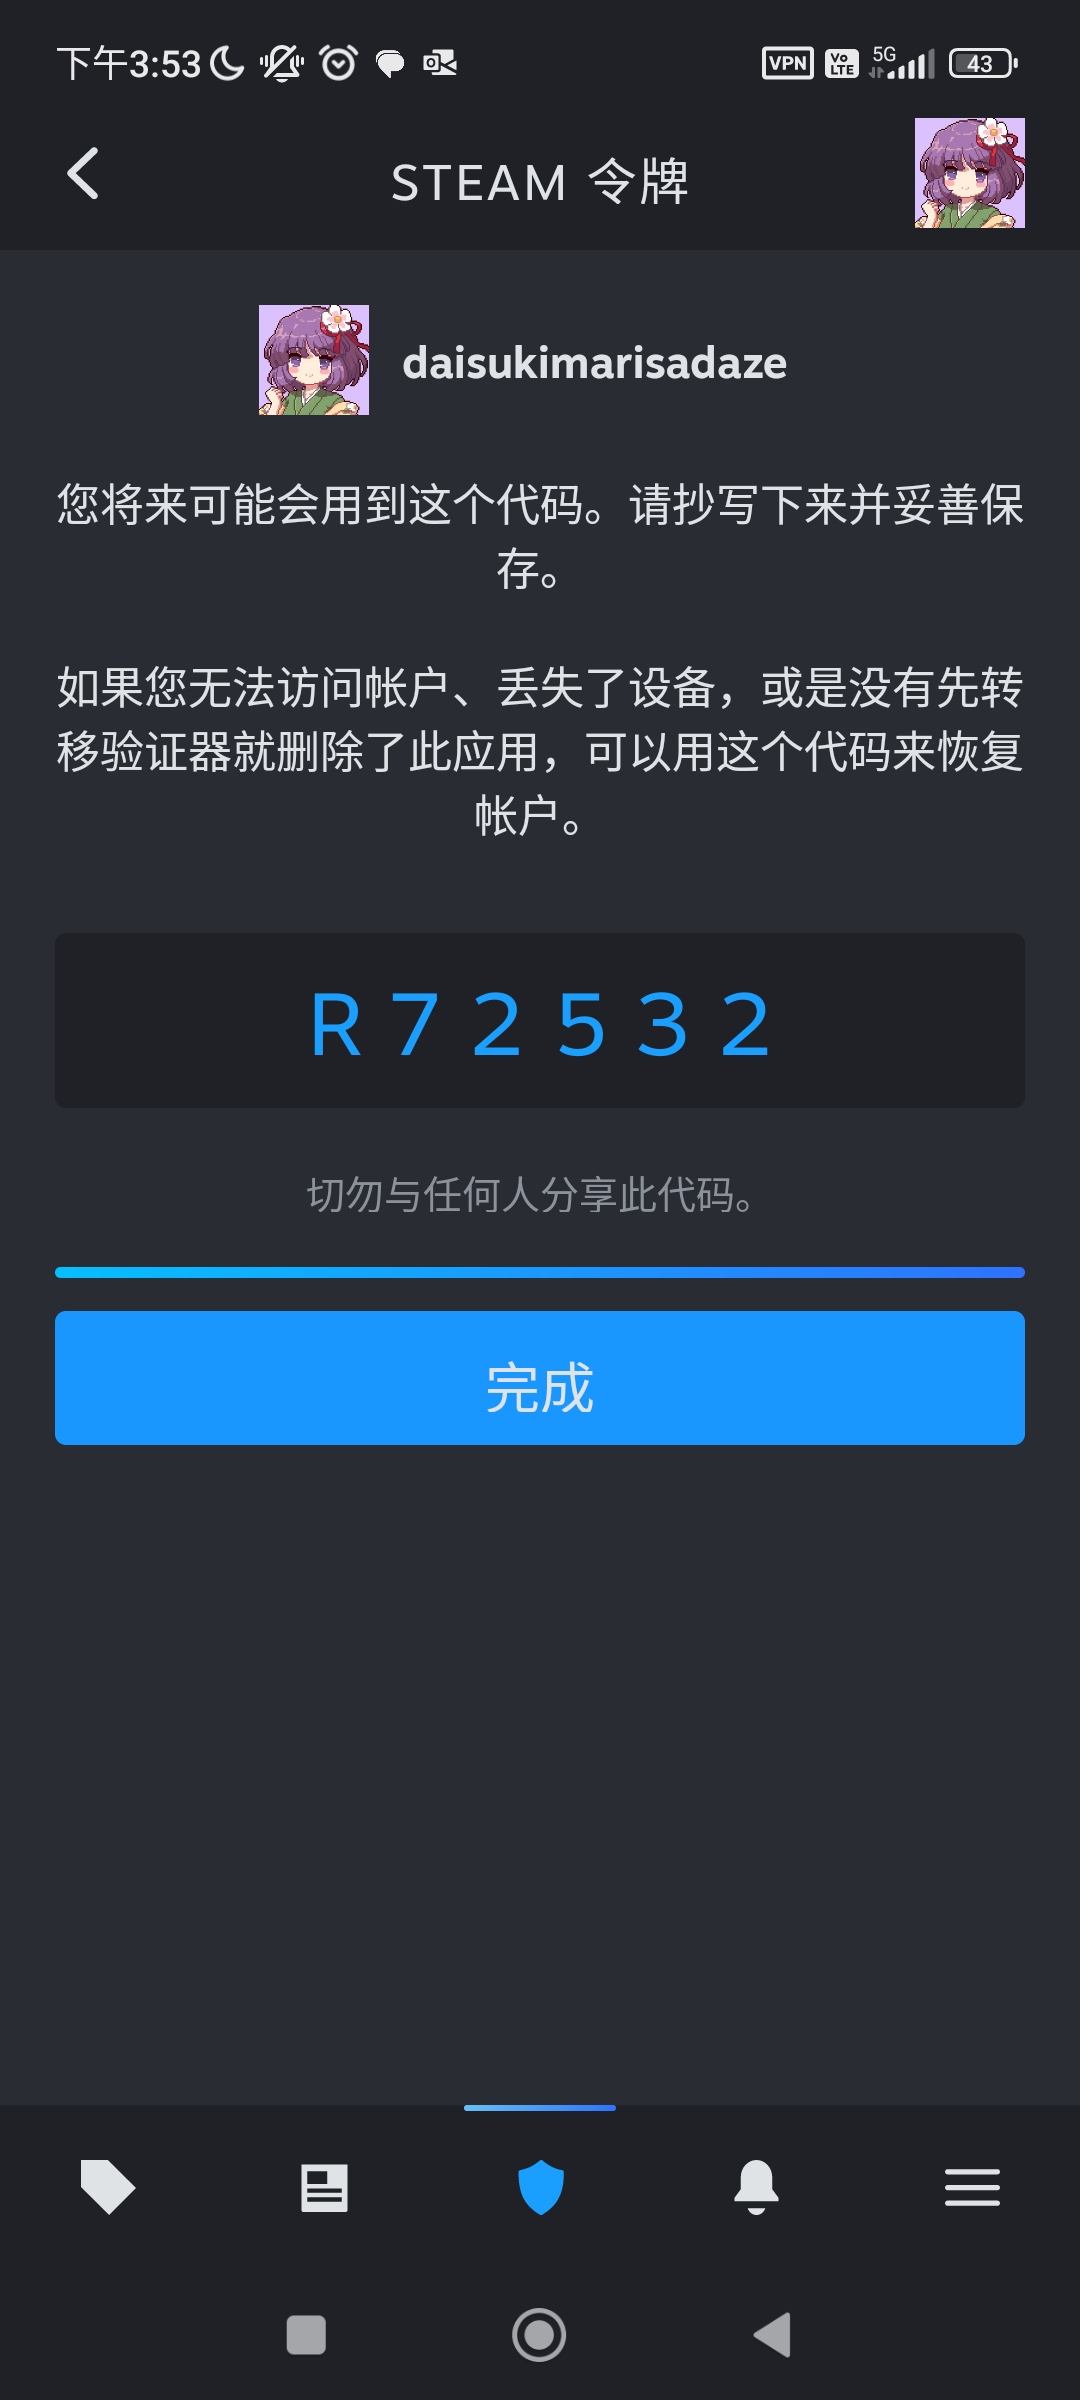 下午3:53
VPN
Vo LTE
5G
43
STEAM 令牌
daisukimarisadaze
您将来可能会用到这个代码。请抄写下来并妥善保
存。
如果您无法访问帐户、丢失了设备，或是没有先转
移验证器就删除了此应用，可以用这个代码来恢复
帐户。
R72532
切勿与任何人分享此代码。
完成